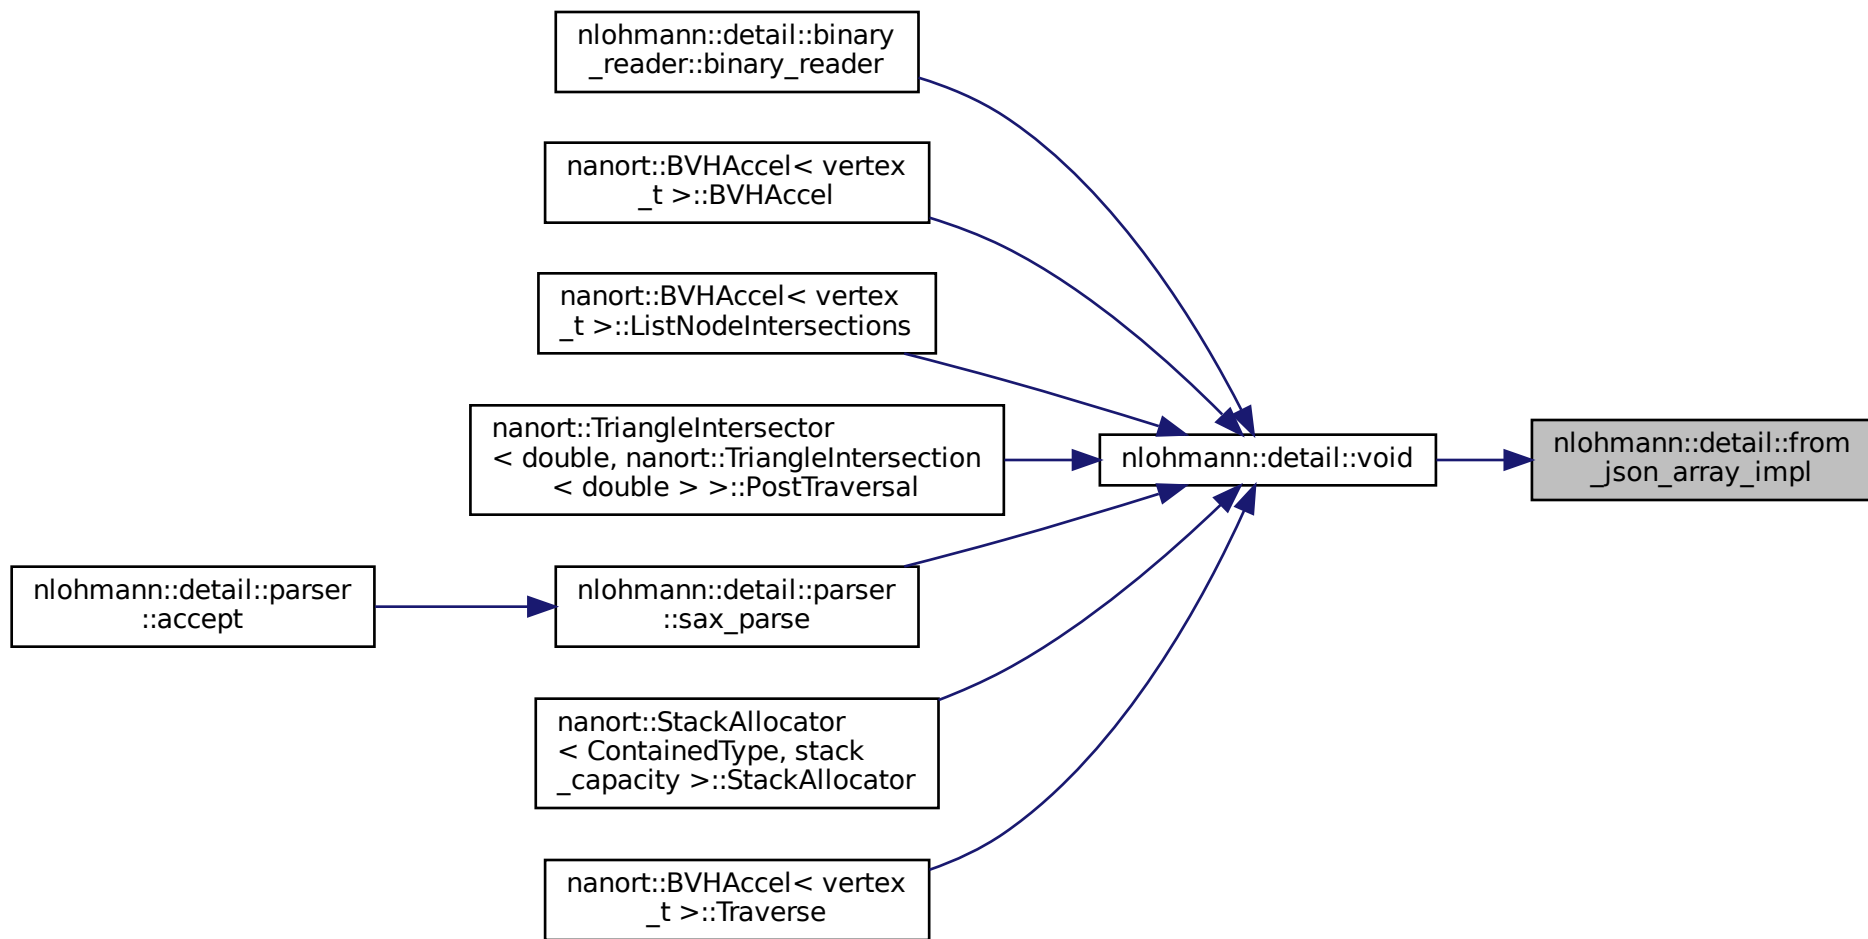 nlohmann::detail::binary
_reader::binary_reader
nanort::BVHAccel< vertex
_t >::BVHAccel
nanort::BVHAccel< vertex
_t >::ListNodeIntersections
nanort::TriangleIntersector
< double, nanort::TriangleIntersection
< double > >::PostTraversal
nlohmann::detail::void
nlohmann::detail::from
_json_array_impl
nlohmann::detail::parser
::accept
nlohmann::detail::parser
::sax_parse
nanort::StackAllocator
< ContainedType, stack
_capacity >::StackAllocator
nanort::BVHAccel< vertex
_t >::Traverse